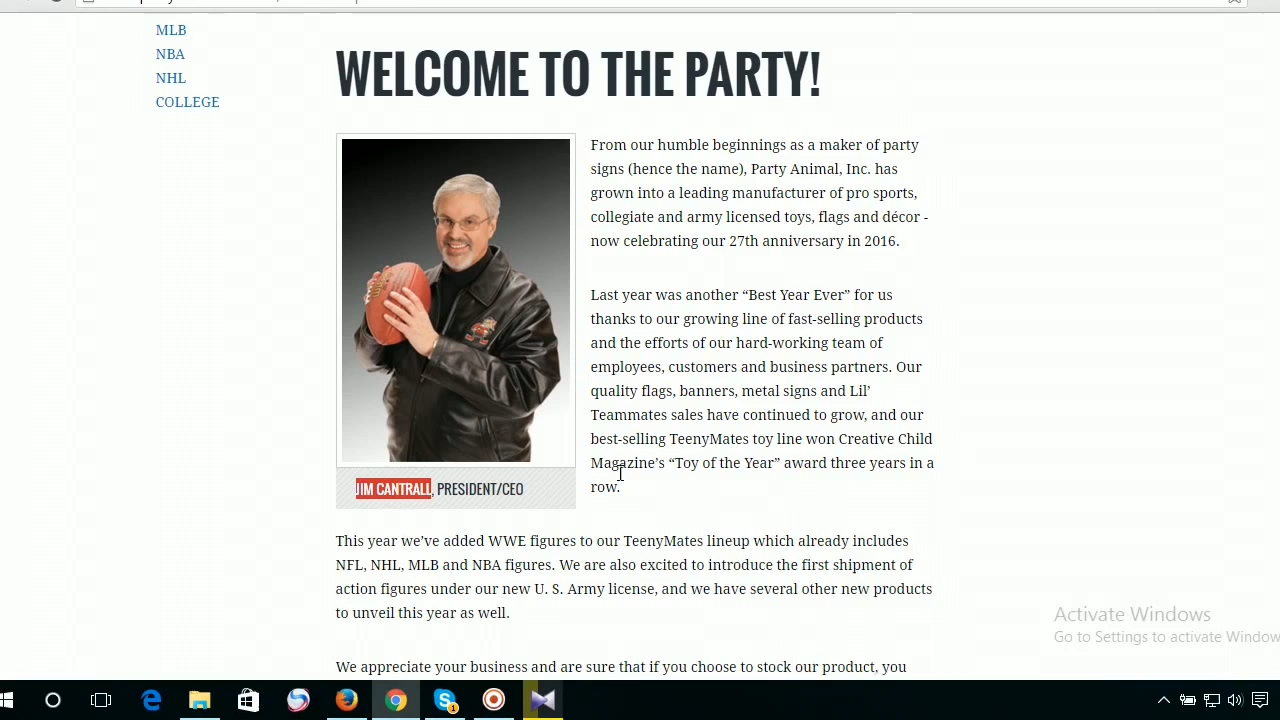 MLB
NBA
NHL
COLLEGE
WELCOME TO THE PARTY!
From our humble beginnings as a maker of party
signs (hence the name), Party Animal, Inc. has
grown into a leading manufacturer of pro sports,
collegiate and army licensed toys, flags and décor -
now celebrating our 27th anniversary in 2016.
Last year was another “Best Year Ever” for us
thanks to our growing line of fast-selling products
and the efforts of our hard-working team of
employees, customers and business partners. Our
quality flags, banners, metal signs and Lil’
Teammates sales have continued to grow, and our
best-selling TeenyMates toy line won Creative Child
Magazine’s “Toy of the Year” award three years in a
row.
JIM CANTRALL, PRESIDENT/CEO
This year we’ve added WWE figures to our TeenyMates lineup which already includes
NFL, NHL, MLB and NBA figures. We are also excited to introduce the first shipment of
action figures under our new U. S. Army license, and we have several other new products
to unveil this year as well.
We appreciate your business and are sure that if you choose to stock our product, you
Activate Windows
Go to Settings to activate Window
1